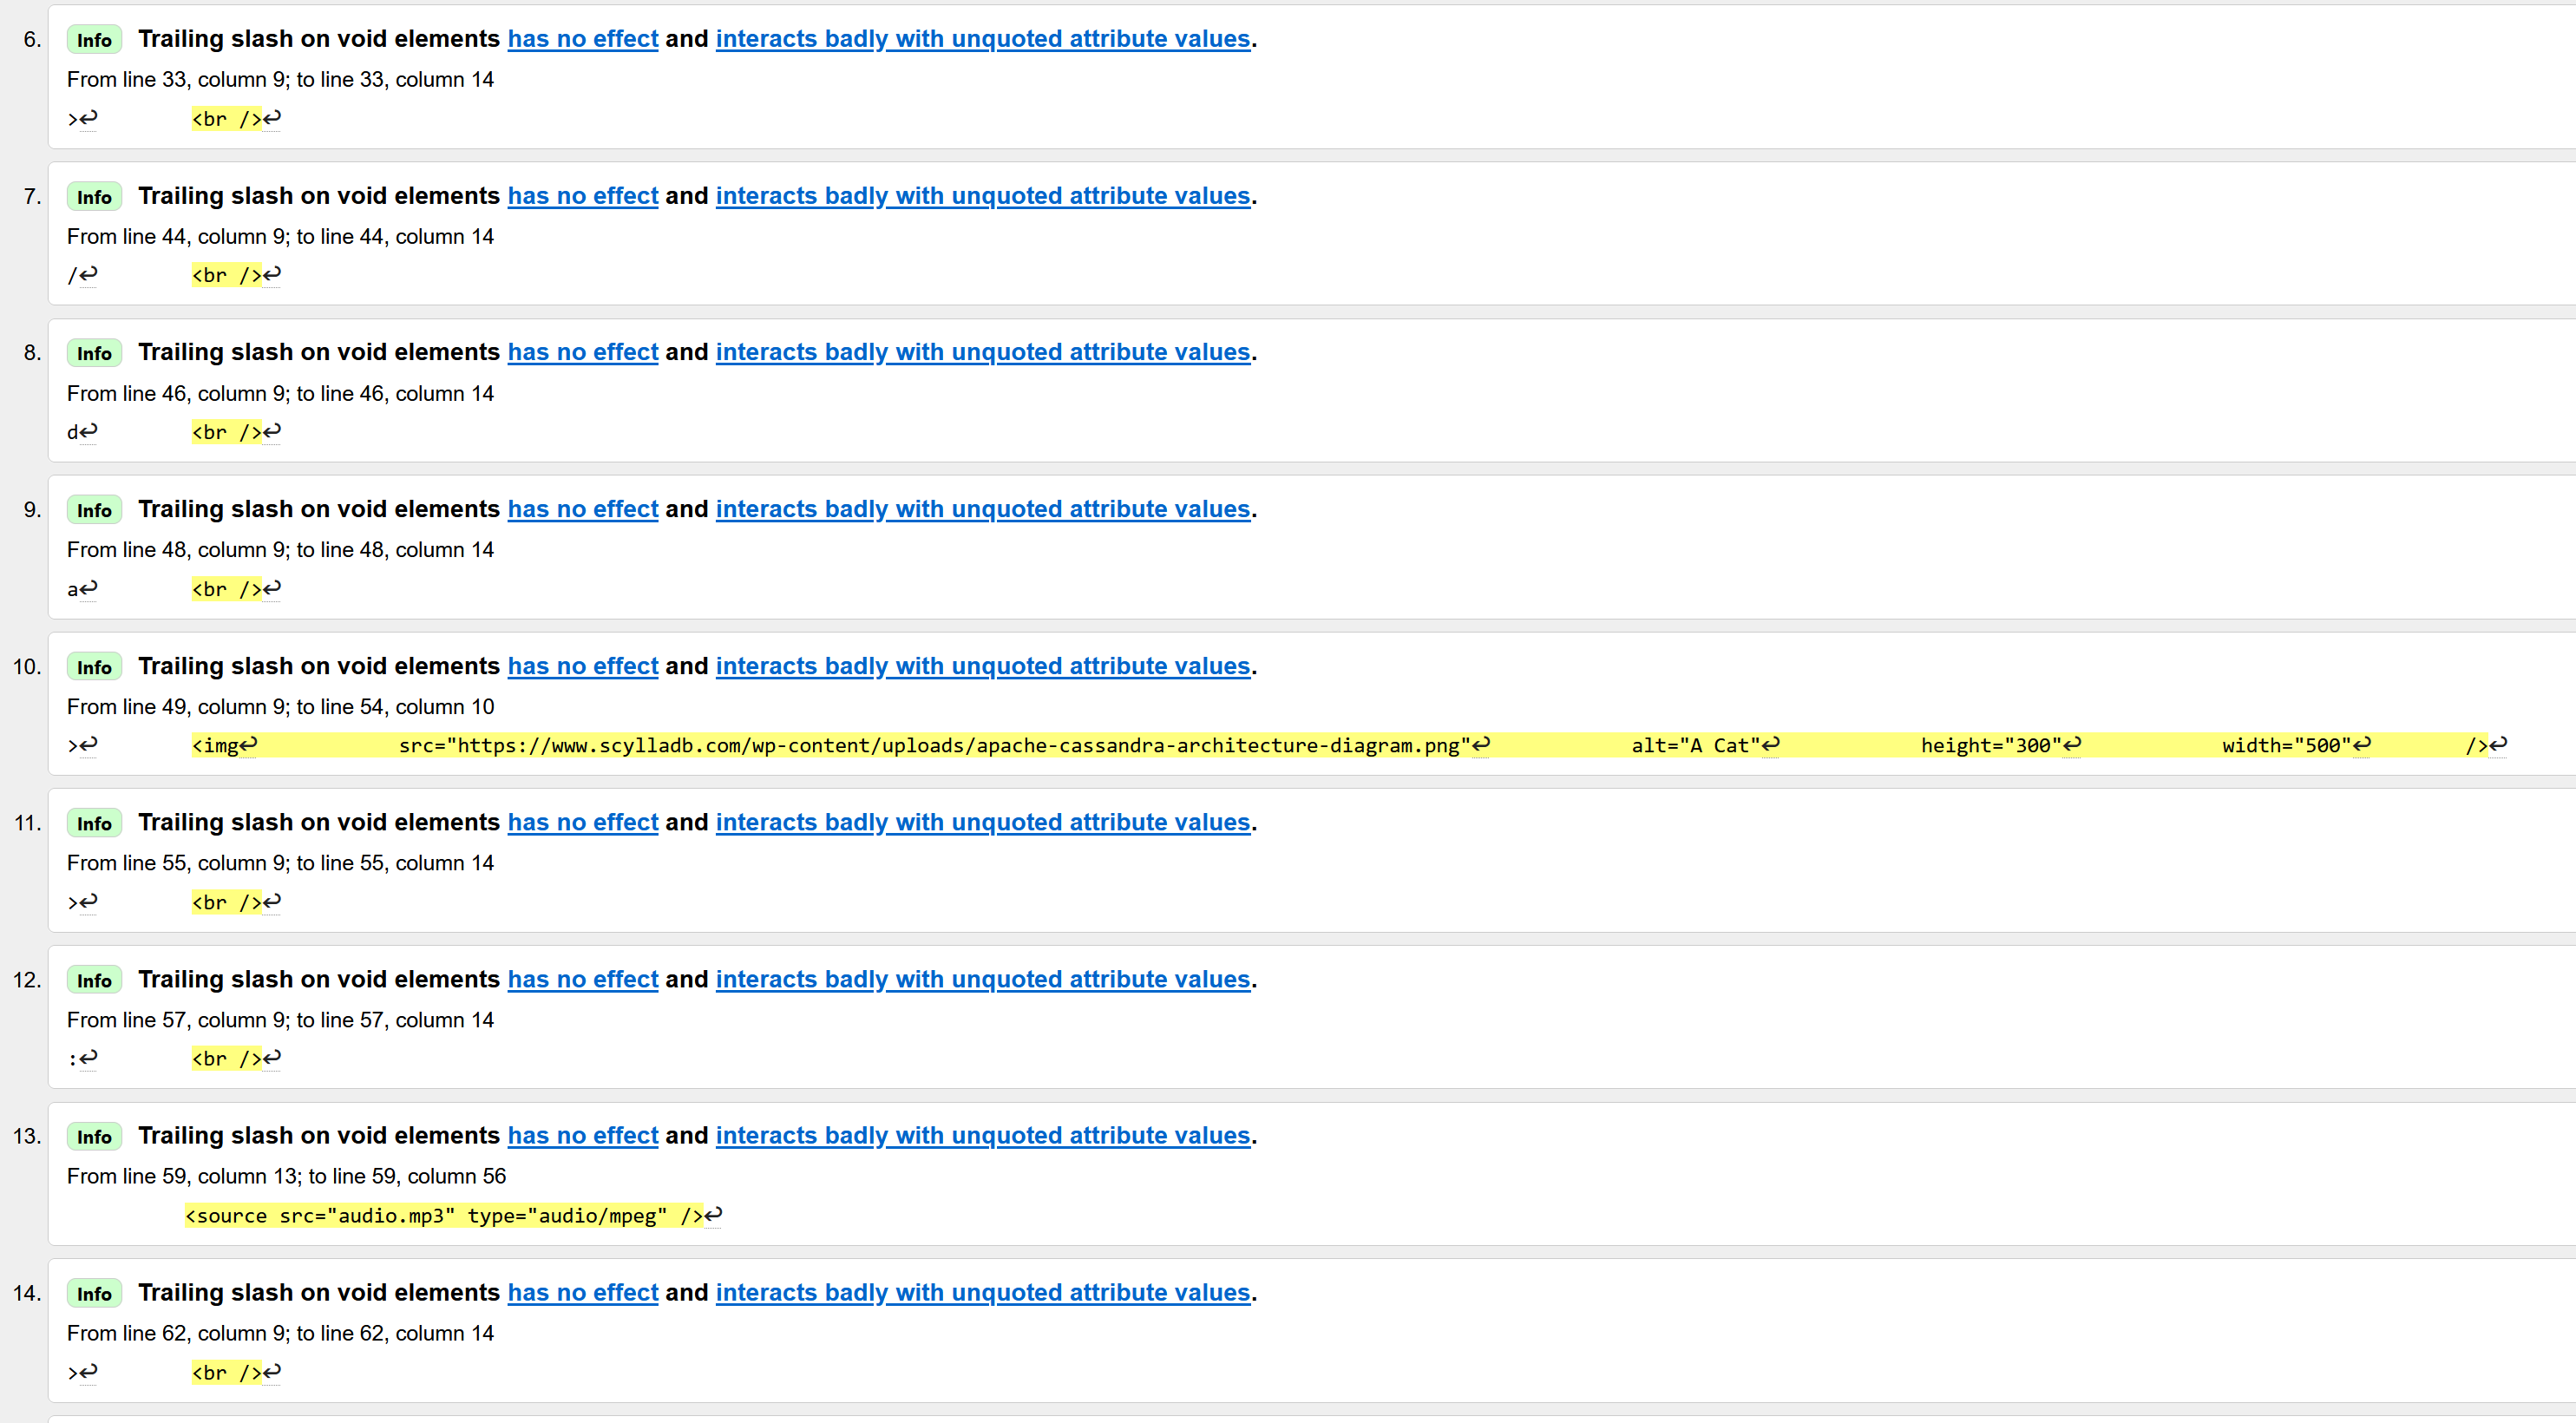 6. Info Trailing slash on void elements has no effect and interacts badly with unquoted attribute values.
From line 33, column 9; to line 33, column 14
>↩ <br />↩
7. Info Trailing slash on void elements has no effect and interacts badly with unquoted attribute values.
From line 44, column 9; to line 44, column 14
/↩ <br />↩
8. Info Trailing slash on void elements has no effect and interacts badly with unquoted attribute values.
From line 46, column 9; to line 46, column 14
d↩ <br />↩
9. Info Trailing slash on void elements has no effect and interacts badly with unquoted attribute values.
From line 48, column 9; to line 48, column 14
a↩ <br />↩
10. Info Trailing slash on void elements has no effect and interacts badly with unquoted attribute values.
From line 49, column 9; to line 54, column 10
>↩ <img↩ src="https://www.scylladb.com/wp-content/uploads/apache-cassandra-architecture-diagram.png"↩ alt="A Cat"↩ height="300"↩ width="500"↩ />↩
11. Info Trailing slash on void elements has no effect and interacts badly with unquoted attribute values.
From line 55, column 9; to line 55, column 14
>↩ <br />↩
12. Info Trailing slash on void elements has no effect and interacts badly with unquoted attribute values.
From line 57, column 9; to line 57, column 14
:↩ <br />↩
13. Info Trailing slash on void elements has no effect and interacts badly with unquoted attribute values.
From line 59, column 13; to line 59, column 56
<source src="audio.mp3" type="audio/mpeg" />↩
14. Info Trailing slash on void elements has no effect and interacts badly with unquoted attribute values.
From line 62, column 9; to line 62, column 14
>↩ <br />↩